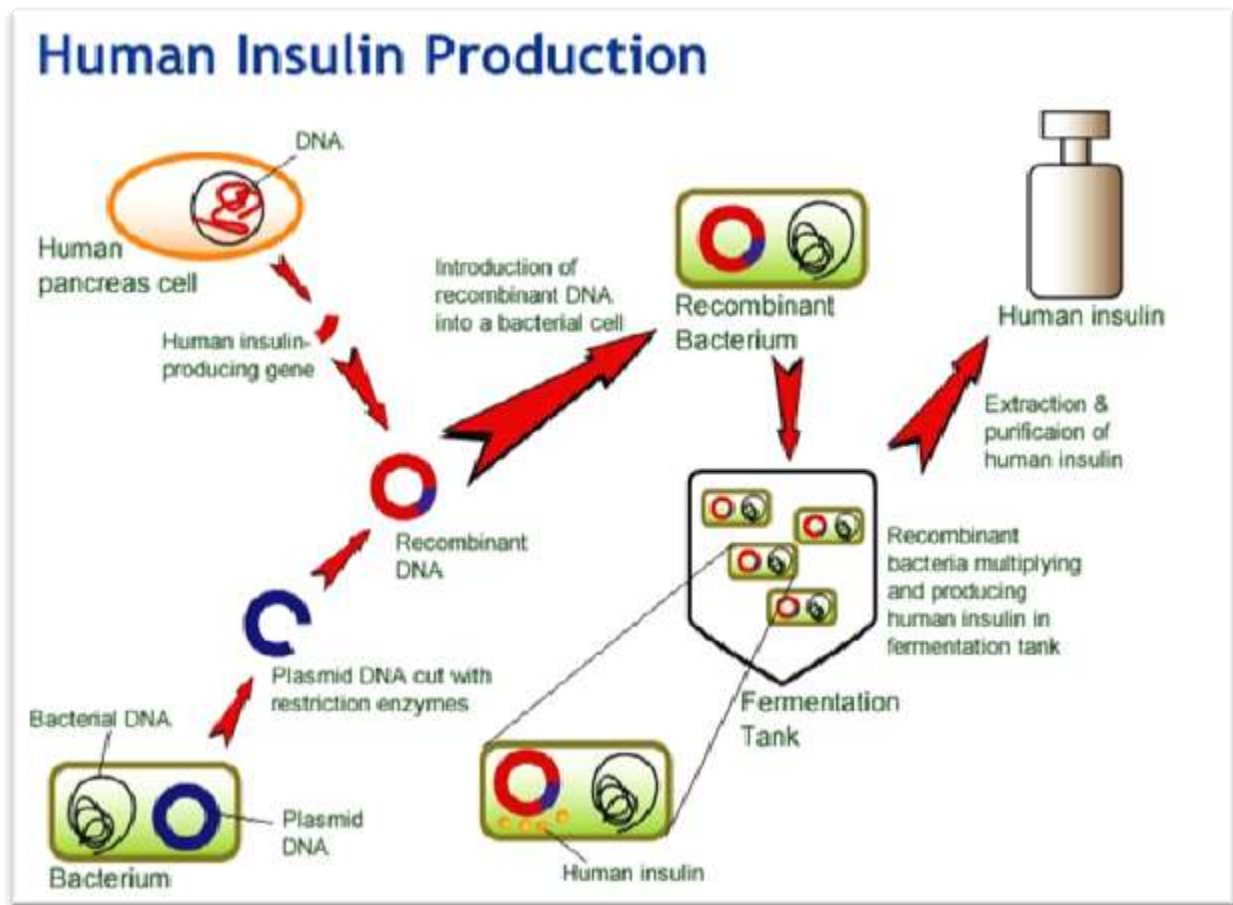 Human Insulin Production
DNA
Human
pancreas cell
Human insulin-
producing gene
Introduction of
recombinant DNA
into a bacterial cell
Recombinant
Bacterium
Human insulin
Extraction &
purificaion of
human insulin
Recombinant
DNA
Plasmid DNA cut with
restriction enzymes
Bacterial DNA
Plasmid
DNA
Bacterium
Recombinant
bacteria multiplying
and producing
human insulin in
fermentation tank
Fermentation
Tank
Human insulin